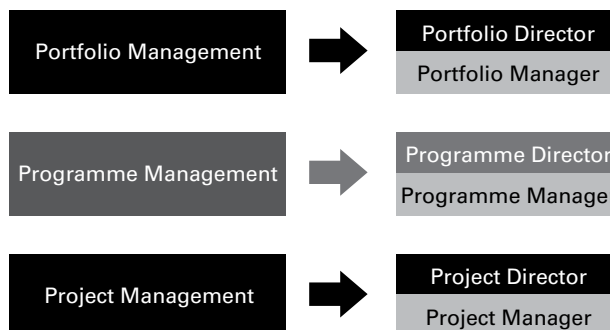 Portfolio Management
Portfolio Director
Portfolio Manager
Programme Management
Programme Director
Programme Manage
Project Management
Project Director
Project Manager